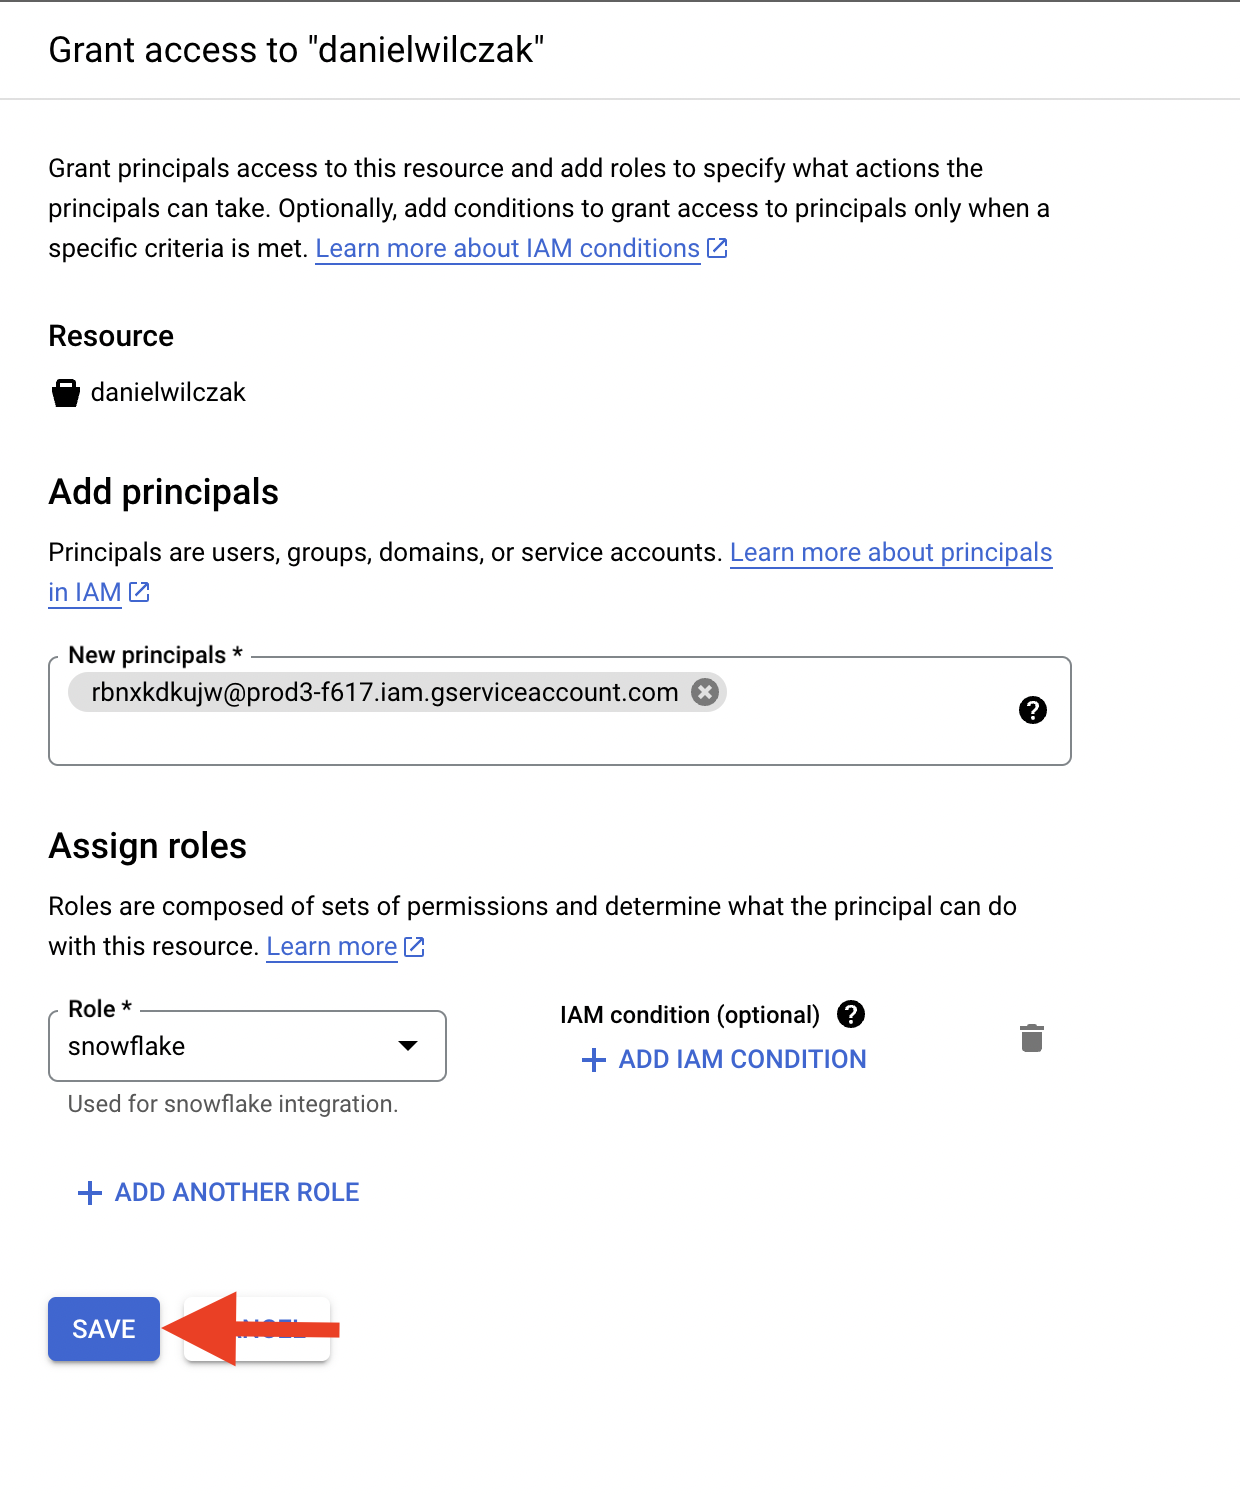 Grant access to "danielwilczak"
Grant principals access to this resource and add roles to specify what actions the
principals can take. Optionally, add conditions to grant access to principals only when a
specific criteria is met. Learn more about IAM conditions
Resource
danielwilczak
Add principals
Principals are users, groups, domains, or service accounts. Learn more about principals
in IAM
New principals *
rbnxkdkujw@prod3-f617.iam.gserviceaccount.com
Assign roles
Roles are composed of sets of permissions and determine what the principal can do
with this resource. Learn more
Role *
IAM condition (optional)
snowflake
ADD IAM CONDITION
Used for snowflake integration.
ADD ANOTHER ROLE
SAVE